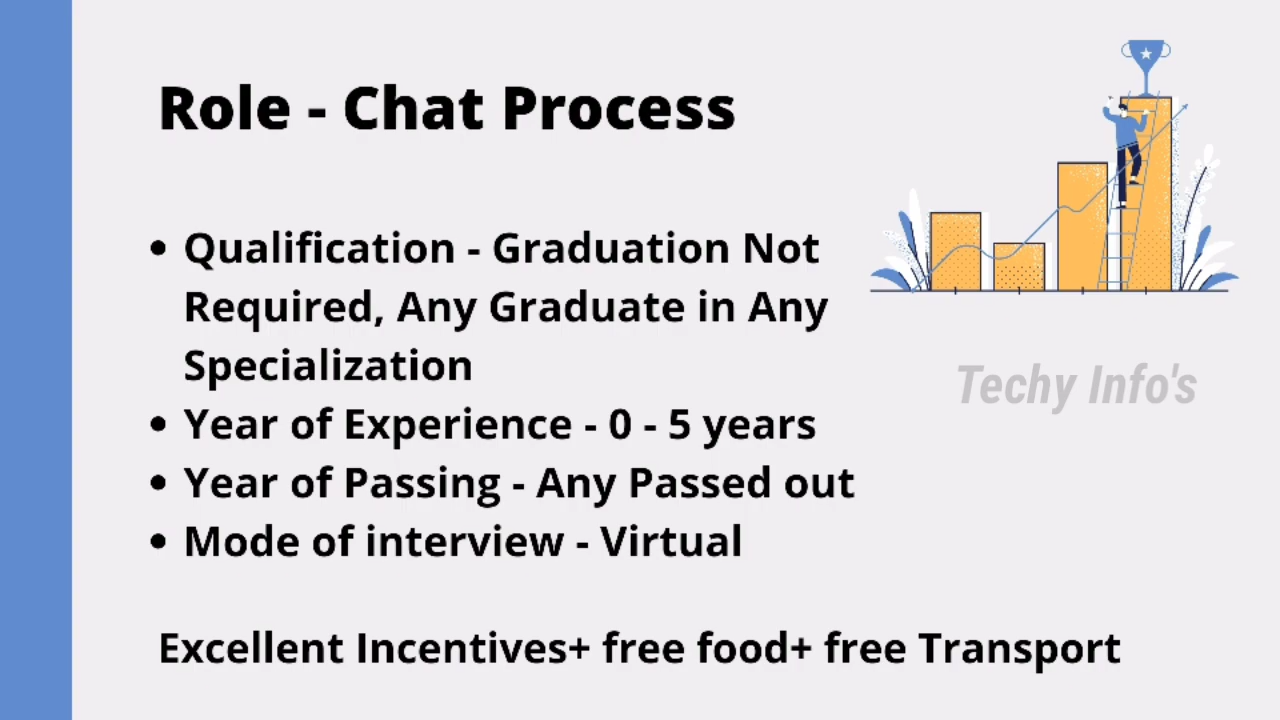 Role - Chat Process
• Qualification - Graduation Not
Required, Any Graduate in Any
Specialization
• Year of Experience - 0 - 5 years
• Year of Passing - Any Passed out
• Mode of interview - Virtual
Techy Info's
Excellent Incentives+ free food+ free Transport